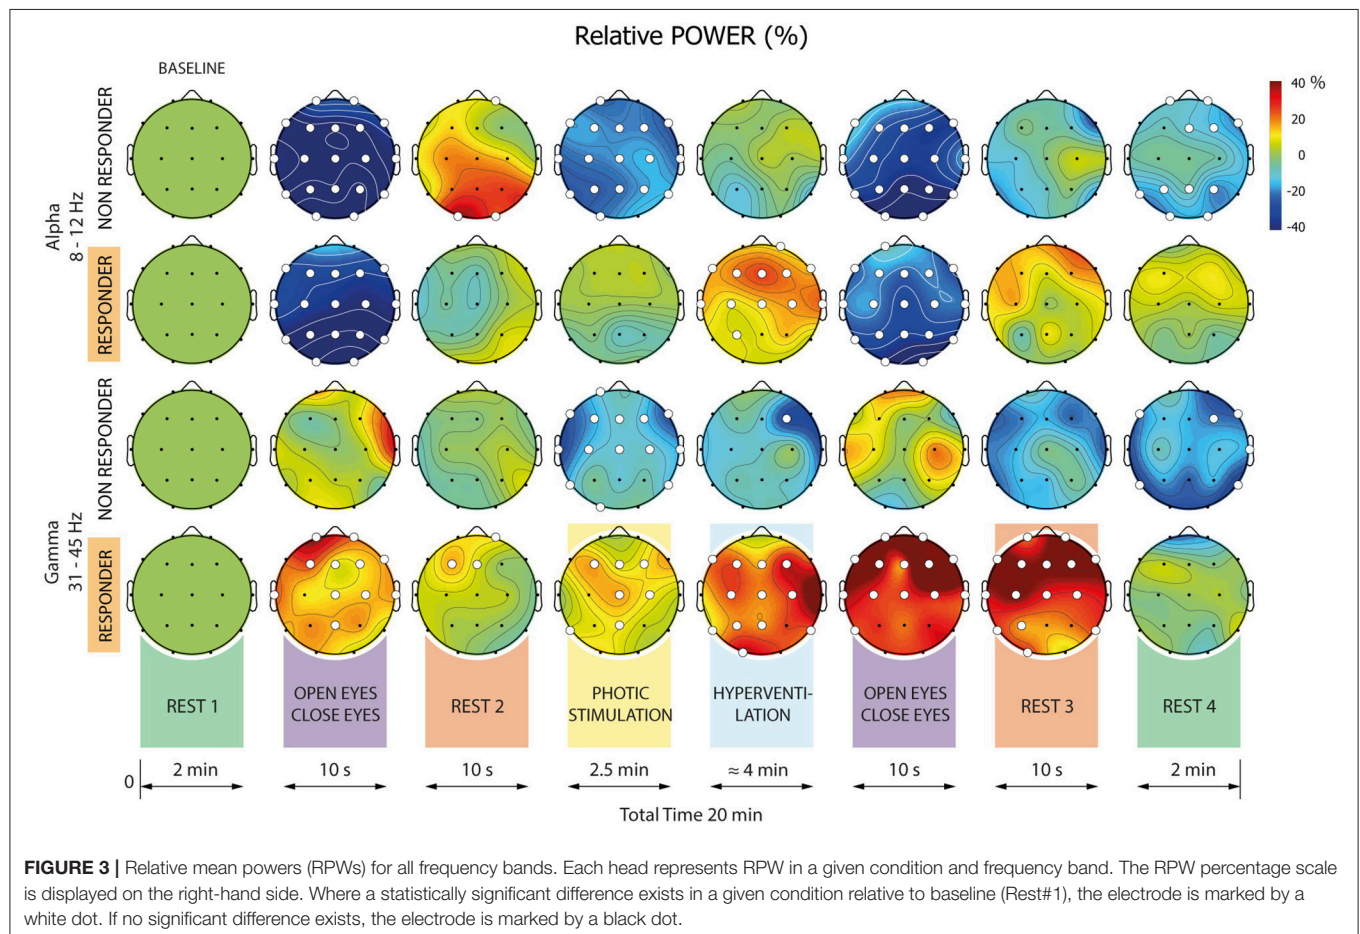 Relative POWER (%)
BASELINE
Alpha
8 - 12 Hz
NON RESPONDER
RESPONDER
40 %
20
0
-20
-40
Gamma
31 - 45 Hz
NON RESPONDER
RESPONDER
REST 1
OPEN EYES
CLOSE EYES
REST 2
PHOTIC
STIMULATION
HYPERVENTI-
LATION
OPEN EYES
CLOSE EYES
REST 3
REST 4
0
2 min
10 s
10 s
2.5 min
≈ 4 min
10 s
10 s
2 min
Total Time 20 min
FIGURE 3 | Relative mean powers (RPWs) for all frequency bands. Each head represents RPW in a given condition and frequency band. The RPW percentage scale
is displayed on the right-hand side. Where a statistically significant difference exists in a given condition relative to baseline (Rest#1), the electrode is marked by a
white dot. If no significant difference exists, the electrode is marked by a black dot.